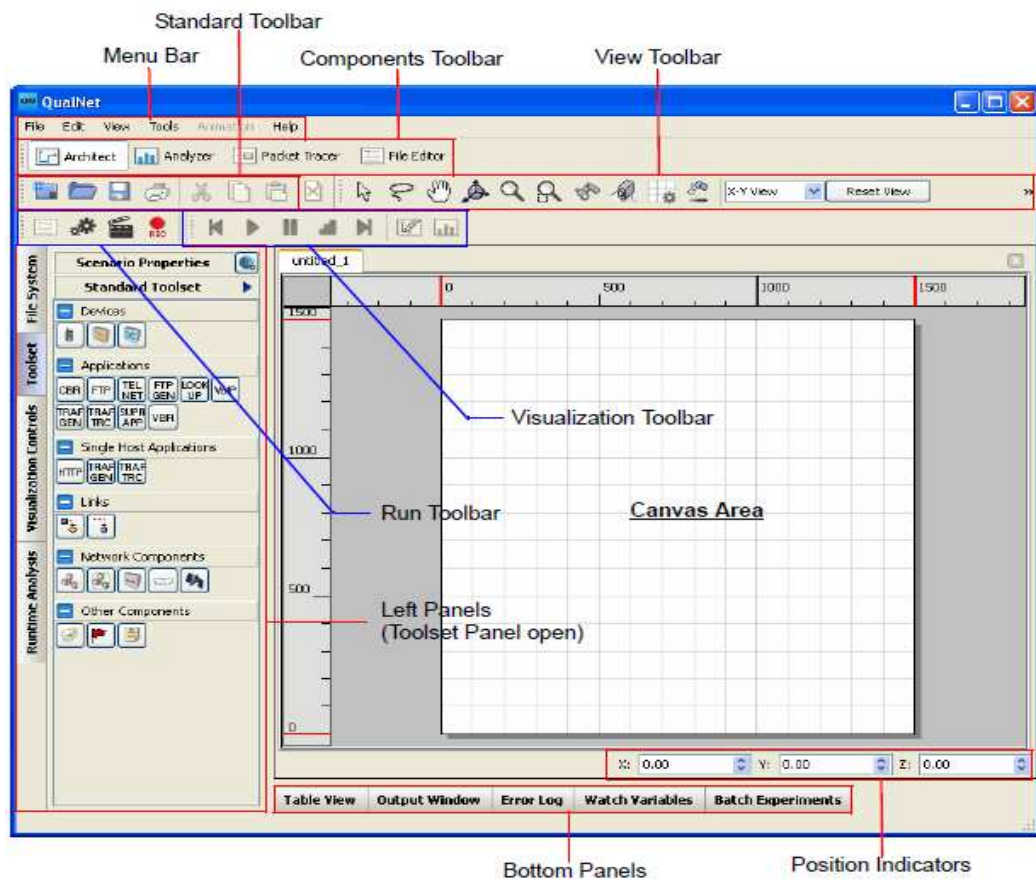 Standard Toolbar
Menu Bar
Components Toolbar
View Toolbar
QualNet
File Edit View Tools Animation Help
Architect Analyzer Packet Tracer File Editor
X-Y View Reset View »
REC
File System
Toolset
Visualization Controls
Runtime Analysis
Scenario Properties
Standard Toolset
Devices
Applications
CBR FTP TEL NET FTP GEN LOOK UP VOIP
TRAF GEN TRAF TRC SUPR APP VBR
Single Host Applications
HTTP TRAF GEN TRAF TRC
Links
Network Components
Other Components
untitled_1
0 500 1000 1500
1500
1000
500
0
Visualization Toolbar
Run Toolbar
Canvas Area
Left Panels
(Toolset Panel open)
X: 0.00 Y: 0.00 Z: 0.00
Table View Output Window Error Log Watch Variables Batch Experiments
Bottom Panels
Position Indicators